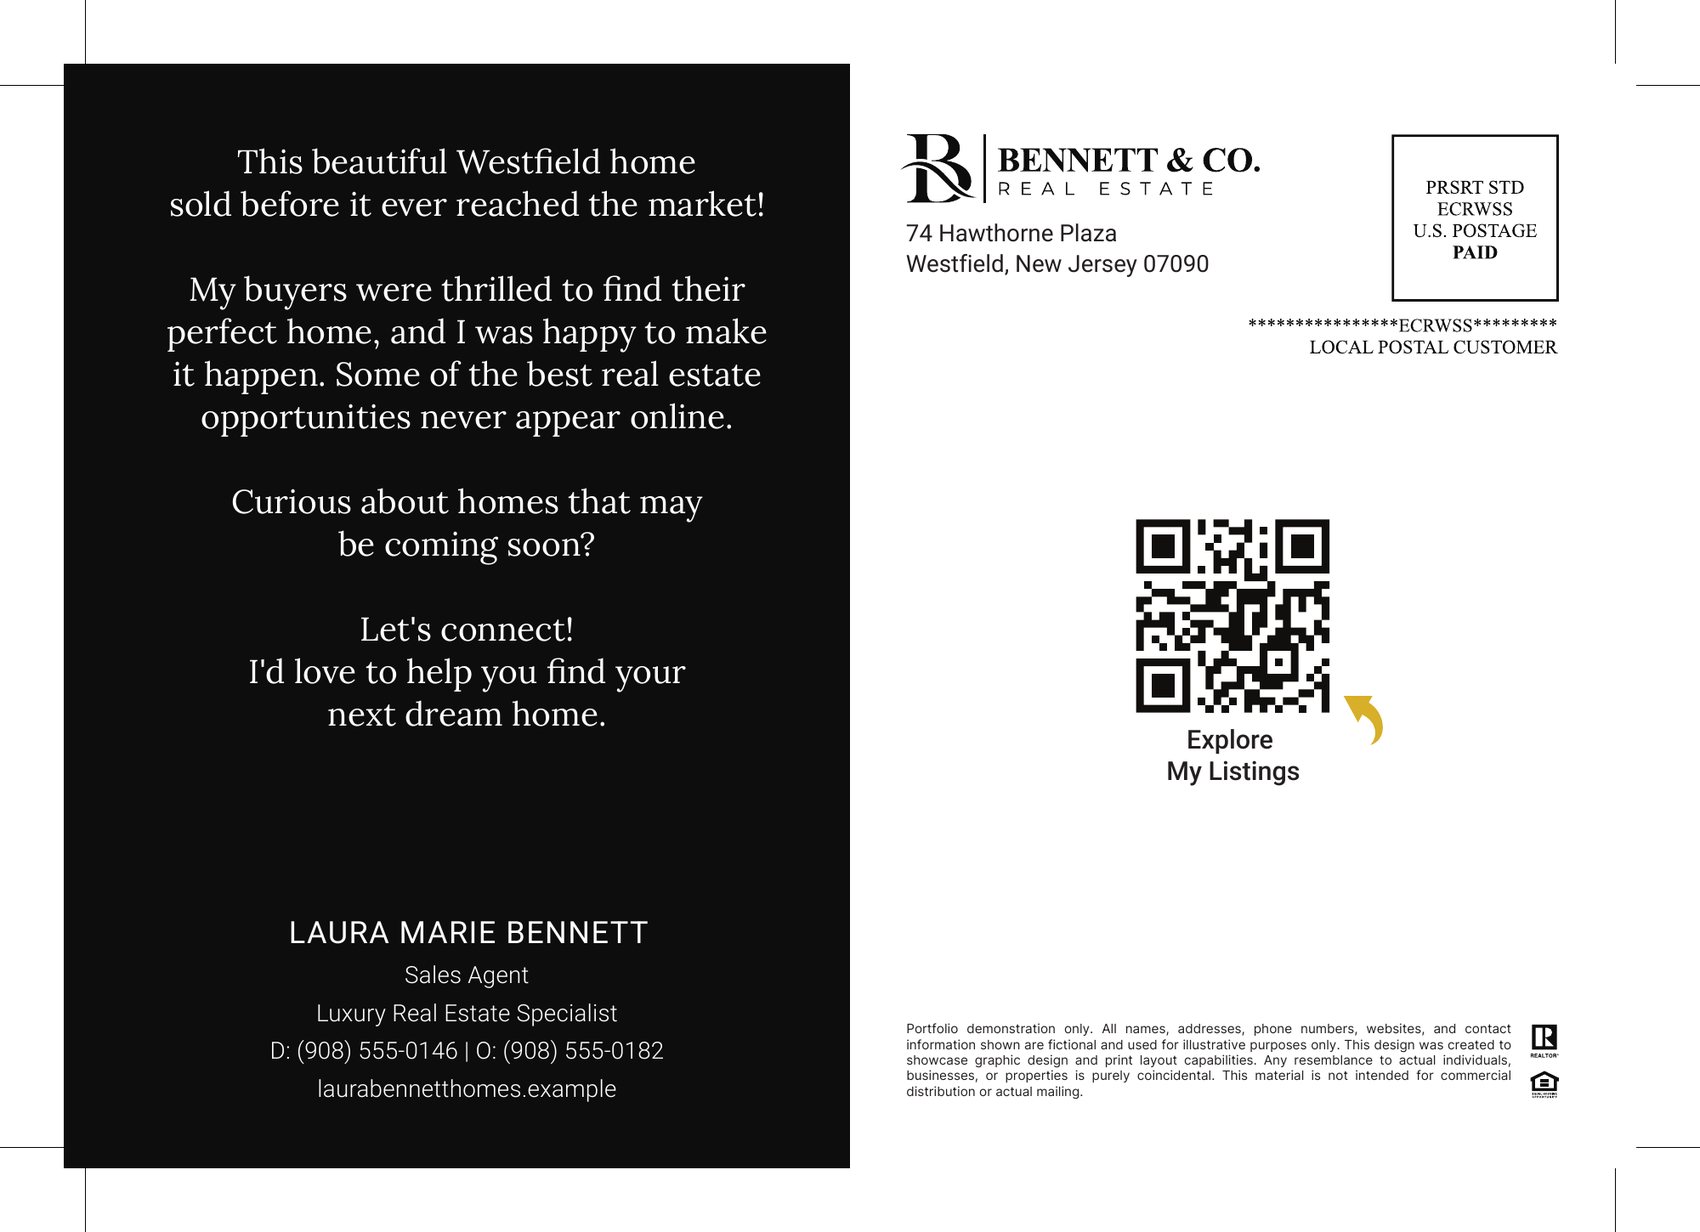 This beautiful Westfield home
sold before it ever reached the market!
My buyers were thrilled to find their
perfect home, and I was happy to make
it happen. Some of the best real estate
opportunities never appear online.
Curious about homes that may
be coming soon?
Let's connect!
I'd love to help you find your
next dream home.
LAURA MARIE BENNETT
Sales Agent
Luxury Real Estate Specialist
D: (908) 555-0146 | O: (908) 555-0182
laurabennetthomes.example
B
BENNETT & CO.
REAL ESTATE
74 Hawthorne Plaza
Westfield, New Jersey 07090
PRSRT STD
ECRWSS
U.S. POSTAGE
PAID
****************ECRWSS*********
LOCAL POSTAL CUSTOMER
Explore
My Listings
Portfolio demonstration only. All names, addresses, phone numbers, websites, and contact
information shown are fictional and used for illustrative purposes only. This design was created to
showcase graphic design and print layout capabilities. Any resemblance to actual individuals,
businesses, or properties is purely coincidental. This material is not intended for commercial
distribution or actual mailing.
R
REALTOR®
EQUAL HOUSING
OPPORTUNITY